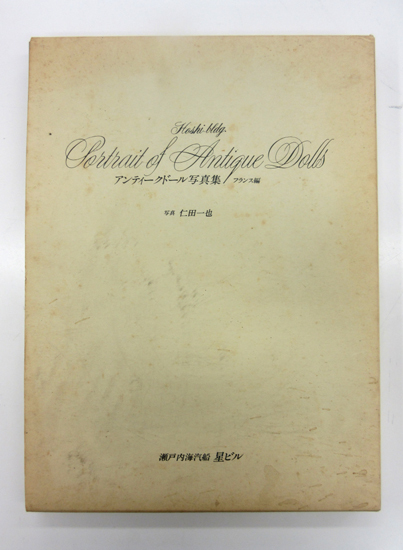 Hoshi bldg.
Portrait of Antique Dolls
アンティークドール写真集 フランス編
写真 仁田一也
瀬戸内海汽船 星ビル